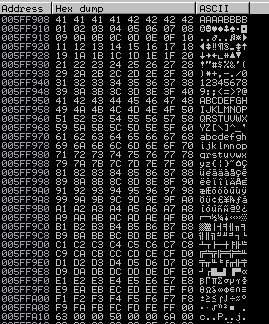 Address Hex dump ASCII
005FF908 41 41 41 41 42 42 42 42 AAAABBBB
005FF910 01 02 03 04 05 06 07 08
005FF918 09 0A 0B 0C 0D 0E 0F 10
005FF920 11 12 13 14 15 16 17 18
005FF928 19 1A 1B 1C 1D 1E 1F 20
005FF930 21 22 23 24 25 26 27 28 !"#$%&'(
005FF938 29 2A 2B 2C 2D 2E 2F 30 )*+,-./0
005FF940 31 32 33 34 35 36 37 38 12345678
005FF948 39 3A 3B 3C 3D 3E 3F 40 9:;<=>?@
005FF950 41 42 43 44 45 46 47 48 ABCDEFGH
005FF958 49 4A 4B 4C 4D 4E 4F 50 IJKLMNOP
005FF960 51 52 53 54 55 56 57 58 QRSTUVWX
005FF968 59 5A 5B 5C 5D 5E 5F 60 YZ[\]^_`
005FF970 61 62 63 64 65 66 67 68 abcdefgh
005FF978 69 6A 6B 6C 6D 6E 6F 70 ijklmnop
005FF980 71 72 73 74 75 76 77 78 qrstuvwx
005FF988 79 7A 7B 7C 7D 7E 7F 80 yz{|}~⌂Ç
005FF990 81 82 83 84 85 86 87 88 üéâäàåçê
005FF998 89 8A 8B 8C 8D 8E 8F 90 ëèïîìÄÅÉ
005FF9A0 91 92 93 94 95 96 97 98 æÆôöòûùÿ
005FF9A8 99 9A 9B 9C 9D 9E 9F A0
005FF9B0 A1 A2 A3 A4 A5 A6 A7 A8
005FF9B8 A9 AA AB AC AD AE AF B0
005FF9C0 B1 B2 B3 B4 B5 B6 B7 B8
005FF9C8 B9 BA BB BC BD BE BF C0
005FF9D0 C1 C2 C3 C4 C5 C6 C7 C8
005FF9D8 C9 CA CB CC CD CE CF D0
005FF9E0 D1 D2 D3 D4 D5 D6 D7 D8
005FF9E8 D9 DA DB DC DD DE DF E0
005FF9F0 E1 E2 E3 E4 E5 E6 E7 E8
005FF9F8 E9 EA EB EC ED EE EF F0
005FFA00 F1 F2 F3 F4 F5 F6 F7 F8
005FFA08 F9 FA FB FC FD FE 00 00
005FFA10 63 00 00 50 00 00 6A 00 c..P..j.